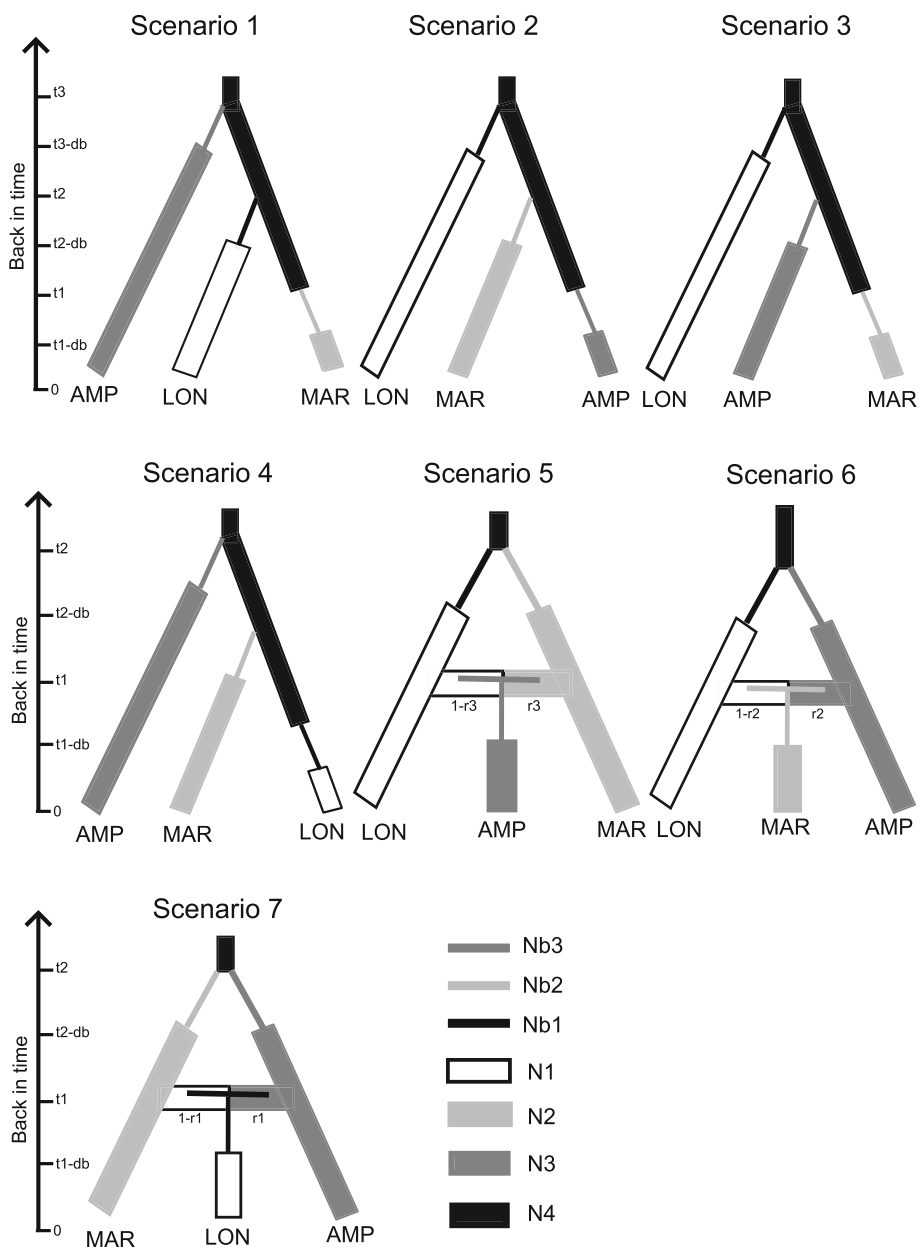 Scenario 1
Scenario 2
Scenario 3
Back in time
t3
t3-db
t2
t2-db
t1
t1-db
0
AMP
LON
MAR
LON
MAR
AMP
LON
AMP
MAR
Scenario 4
Scenario 5
Scenario 6
Back in time
t2
t2-db
t1
t1-db
0
1-r3
r3
1-r2
r2
AMP
MAR
LON
LON
AMP
MAR
LON
MAR
AMP
Scenario 7
Back in time
t2
t2-db
t1
t1-db
0
1-r1
r1
MAR
LON
AMP
Nb3
Nb2
Nb1
N1
N2
N3
N4